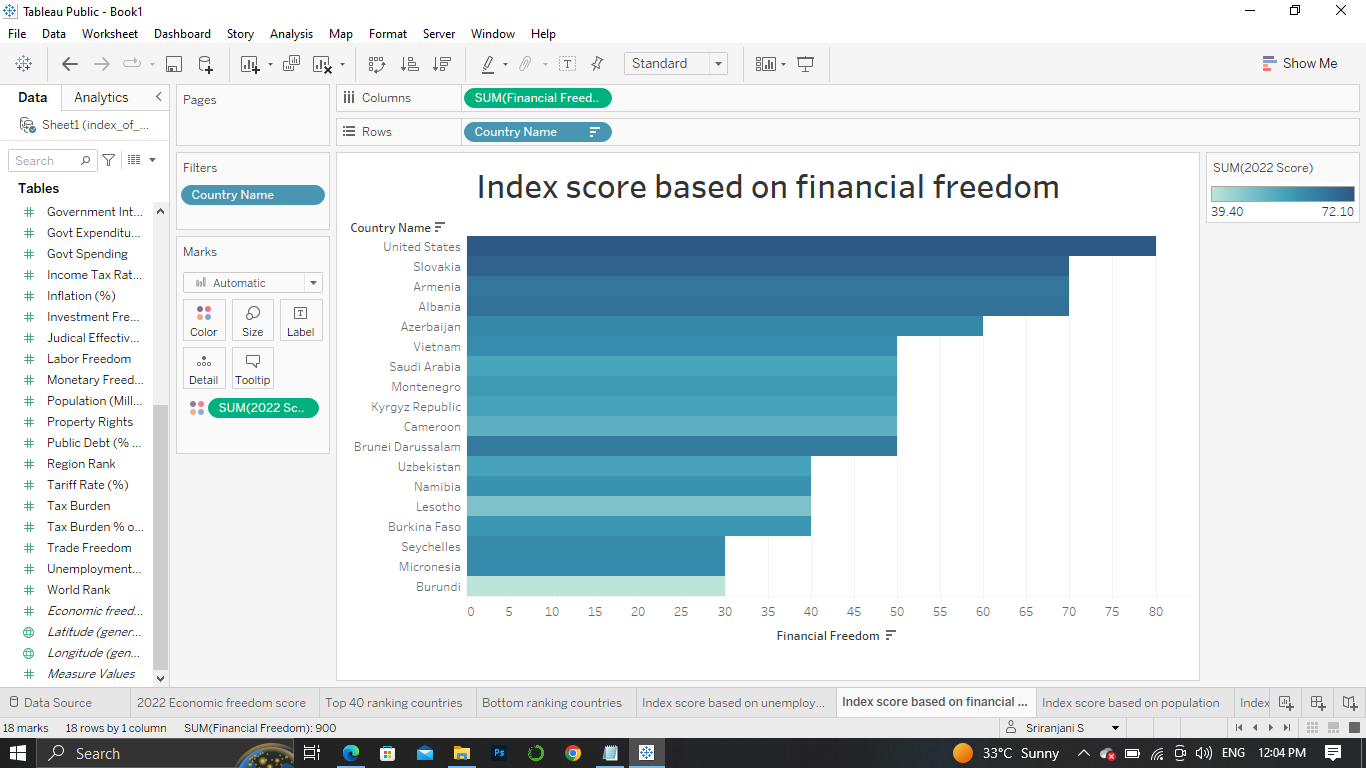 Tableau Public - Book1
File Data Worksheet Dashboard Story Analysis Map Format Server Window Help
Standard
Show Me
Data Analytics
Sheet1 (index_of_...
Search
Tables
Government Int...
Govt Expenditu...
Govt Spending
Income Tax Rat...
Inflation (%)
Investment Fre...
Judical Effectiv...
Labor Freedom
Monetary Freed...
Population (Mill...
Property Rights
Public Debt (% ...
Region Rank
Tariff Rate (%)
Tax Burden
Tax Burden % o...
Trade Freedom
Unemployment...
World Rank
Economic freed...
Latitude (gener...
Longitude (gen...
Measure Values
Pages
Filters
Country Name
Marks
Automatic
Color Size Label
Detail Tooltip
SUM(2022 Sc..
Columns SUM(Financial Freed..
Rows Country Name
Index score based on financial freedom
Country Name
United States
Slovakia
Armenia
Albania
Azerbaijan
Vietnam
Saudi Arabia
Montenegro
Kyrgyz Republic
Cameroon
Brunei Darussalam
Uzbekistan
Namibia
Lesotho
Burkina Faso
Seychelles
Micronesia
Burundi
0 5 10 15 20 25 30 35 40 45 50 55 60 65 70 75 80
Financial Freedom
SUM(2022 Score)
39.40 72.10
Data Source 2022 Economic freedom score Top 40 ranking countries Bottom ranking countries Index score based on unemploy... Index score based on financial ... Index score based on population Index
18 marks 18 rows by 1 column SUM(Financial Freedom): 900 Sriranjani S
Search Ps 33°C Sunny ENG 12:04 PM